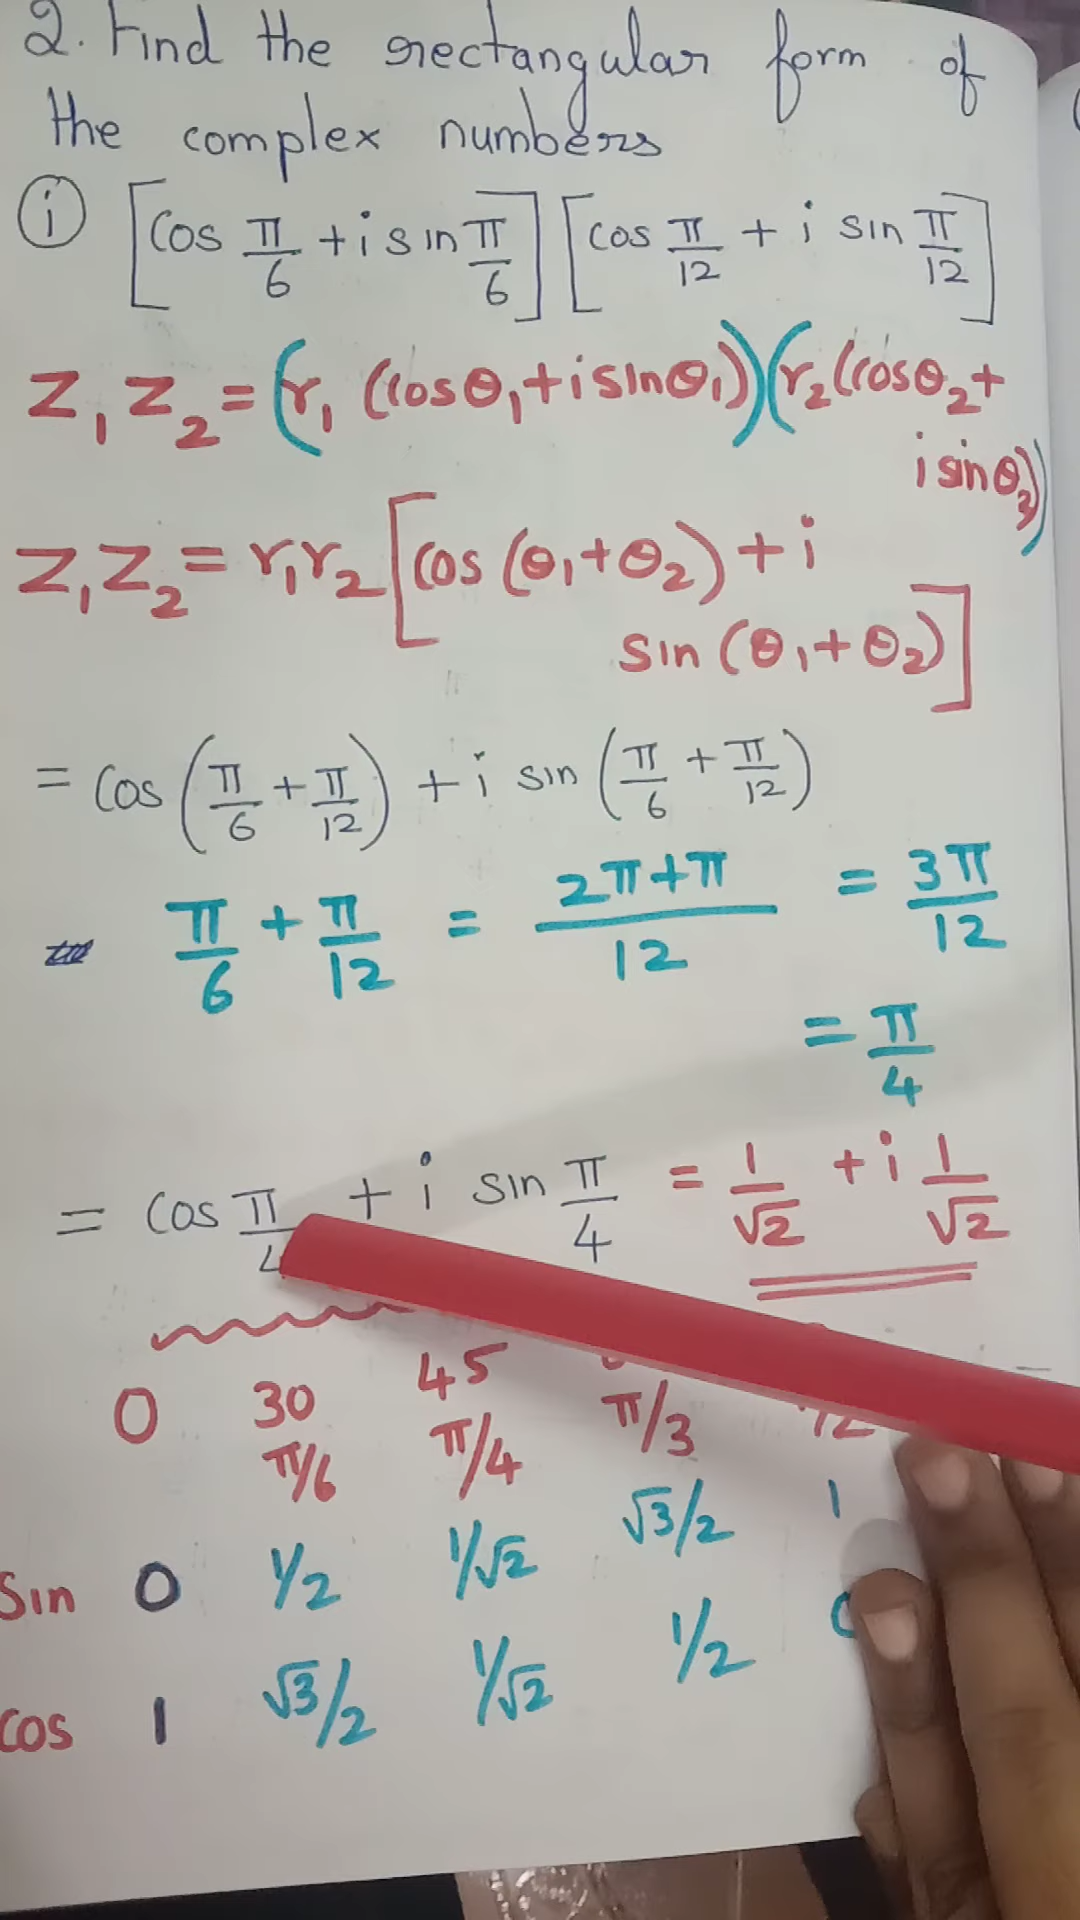 2. Find the rectangular form of
the complex numbers
(i) [cos π/6 + i sin π/6] [cos π/12 + i sin π/12]
z₁z₂ = (r₁ (cosθ₁ + i sinθ₁)) (r₂ (cosθ₂ +
i sinθ₂))
z₁z₂ = r₁r₂ [cos (θ₁+θ₂) + i
sin (θ₁+θ₂)]
= cos (π/6 + π/12) + i sin (π/6 + π/12)
π/6 + π/12 = 2π+π/12 = 3π/12
= π/4
= cos π/4 + i sin π/4 = 1/√2 + i 1/√2
0 30 45
π/6 π/4 π/3
sin 0 1/2 1/√2 √3/2 1
cos 1 √3/2 1/√2 1/2